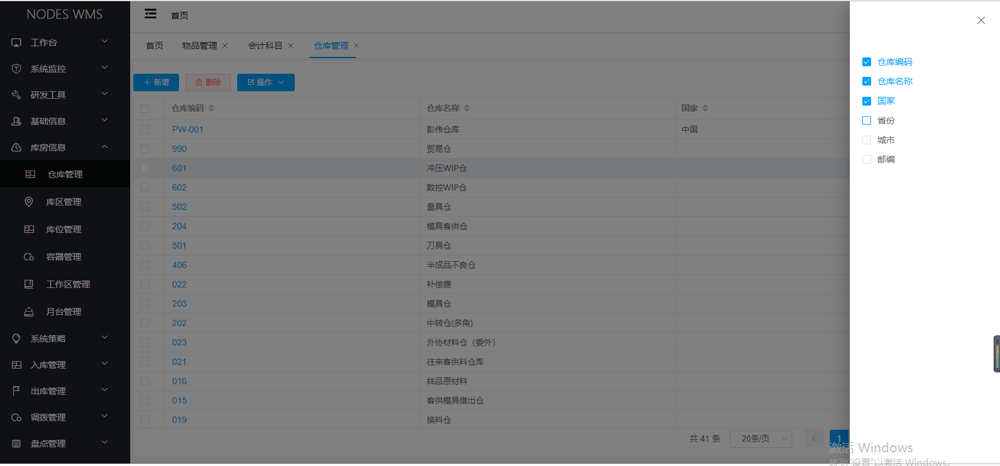 NODES WMS
工作台
系统监控
研发工具
基础信息
库房信息
仓库管理
库区管理
库位管理
容器管理
工作区管理
月台管理
系统策略
入库管理
出库管理
调拨管理
盘点管理
首页
首页 物品管理 会计科目 仓库管理
新增 删除 操作
仓库编码 仓库名称 国家
PW-001 彭伟仓库 中国
990 贸易仓
601 冲压WIP仓
602 数控WIP仓
502 量具仓
204 模具客供仓
501 刀具仓
406 半成品不良仓
022 补偿费
203 模具仓
202 中转仓(多角)
023 外协材料仓（委外）
021 往来客供料仓库
016 样品原材料
015 客供模具借出仓
019 换料仓
共 41 条 20条/页 1
仓库编码
仓库名称
国家
省份
城市
邮编
激活 Windows
转到"设置"以激活 Windows。